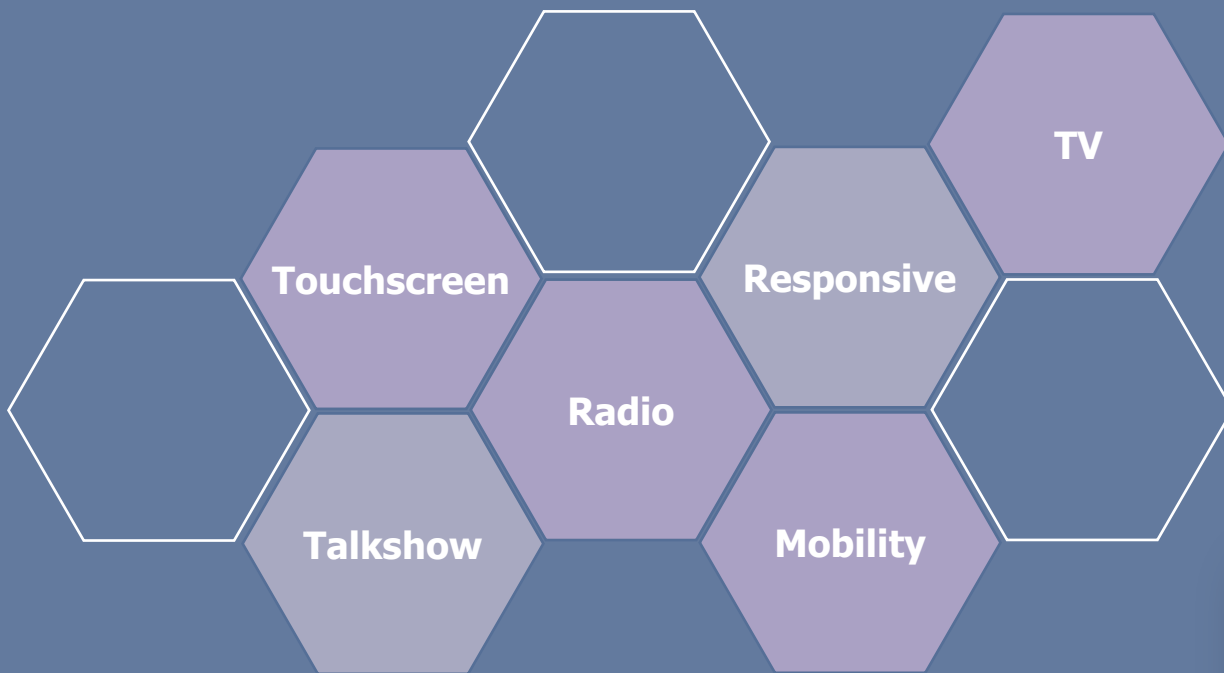 TV
Touchscreen
Responsive
Radio
Talkshow
Mobility